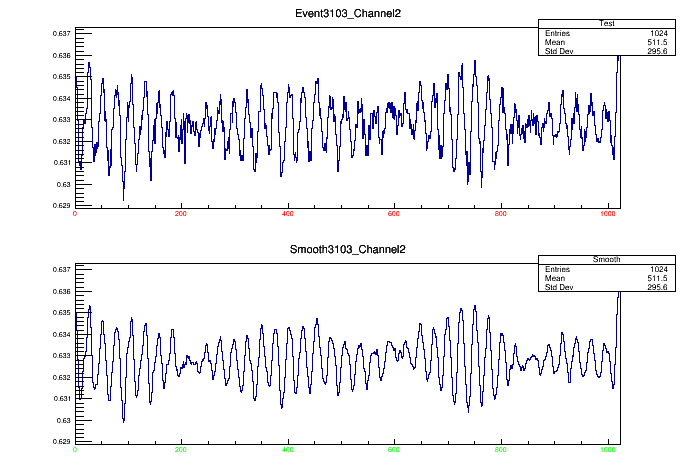 Event3103_Channel2
Test
Entries 1024
Mean 511.5
Std Dev 295.6
0.637
0.636
0.635
0.634
0.633
0.632
0.631
0.63
0.629
0 200 400 600 800 1000
Smooth3103_Channel2
Smooth
Entries 1024
Mean 511.5
Std Dev 295.6
0.637
0.636
0.635
0.634
0.633
0.632
0.631
0.63
0.629
0 200 400 600 800 1000